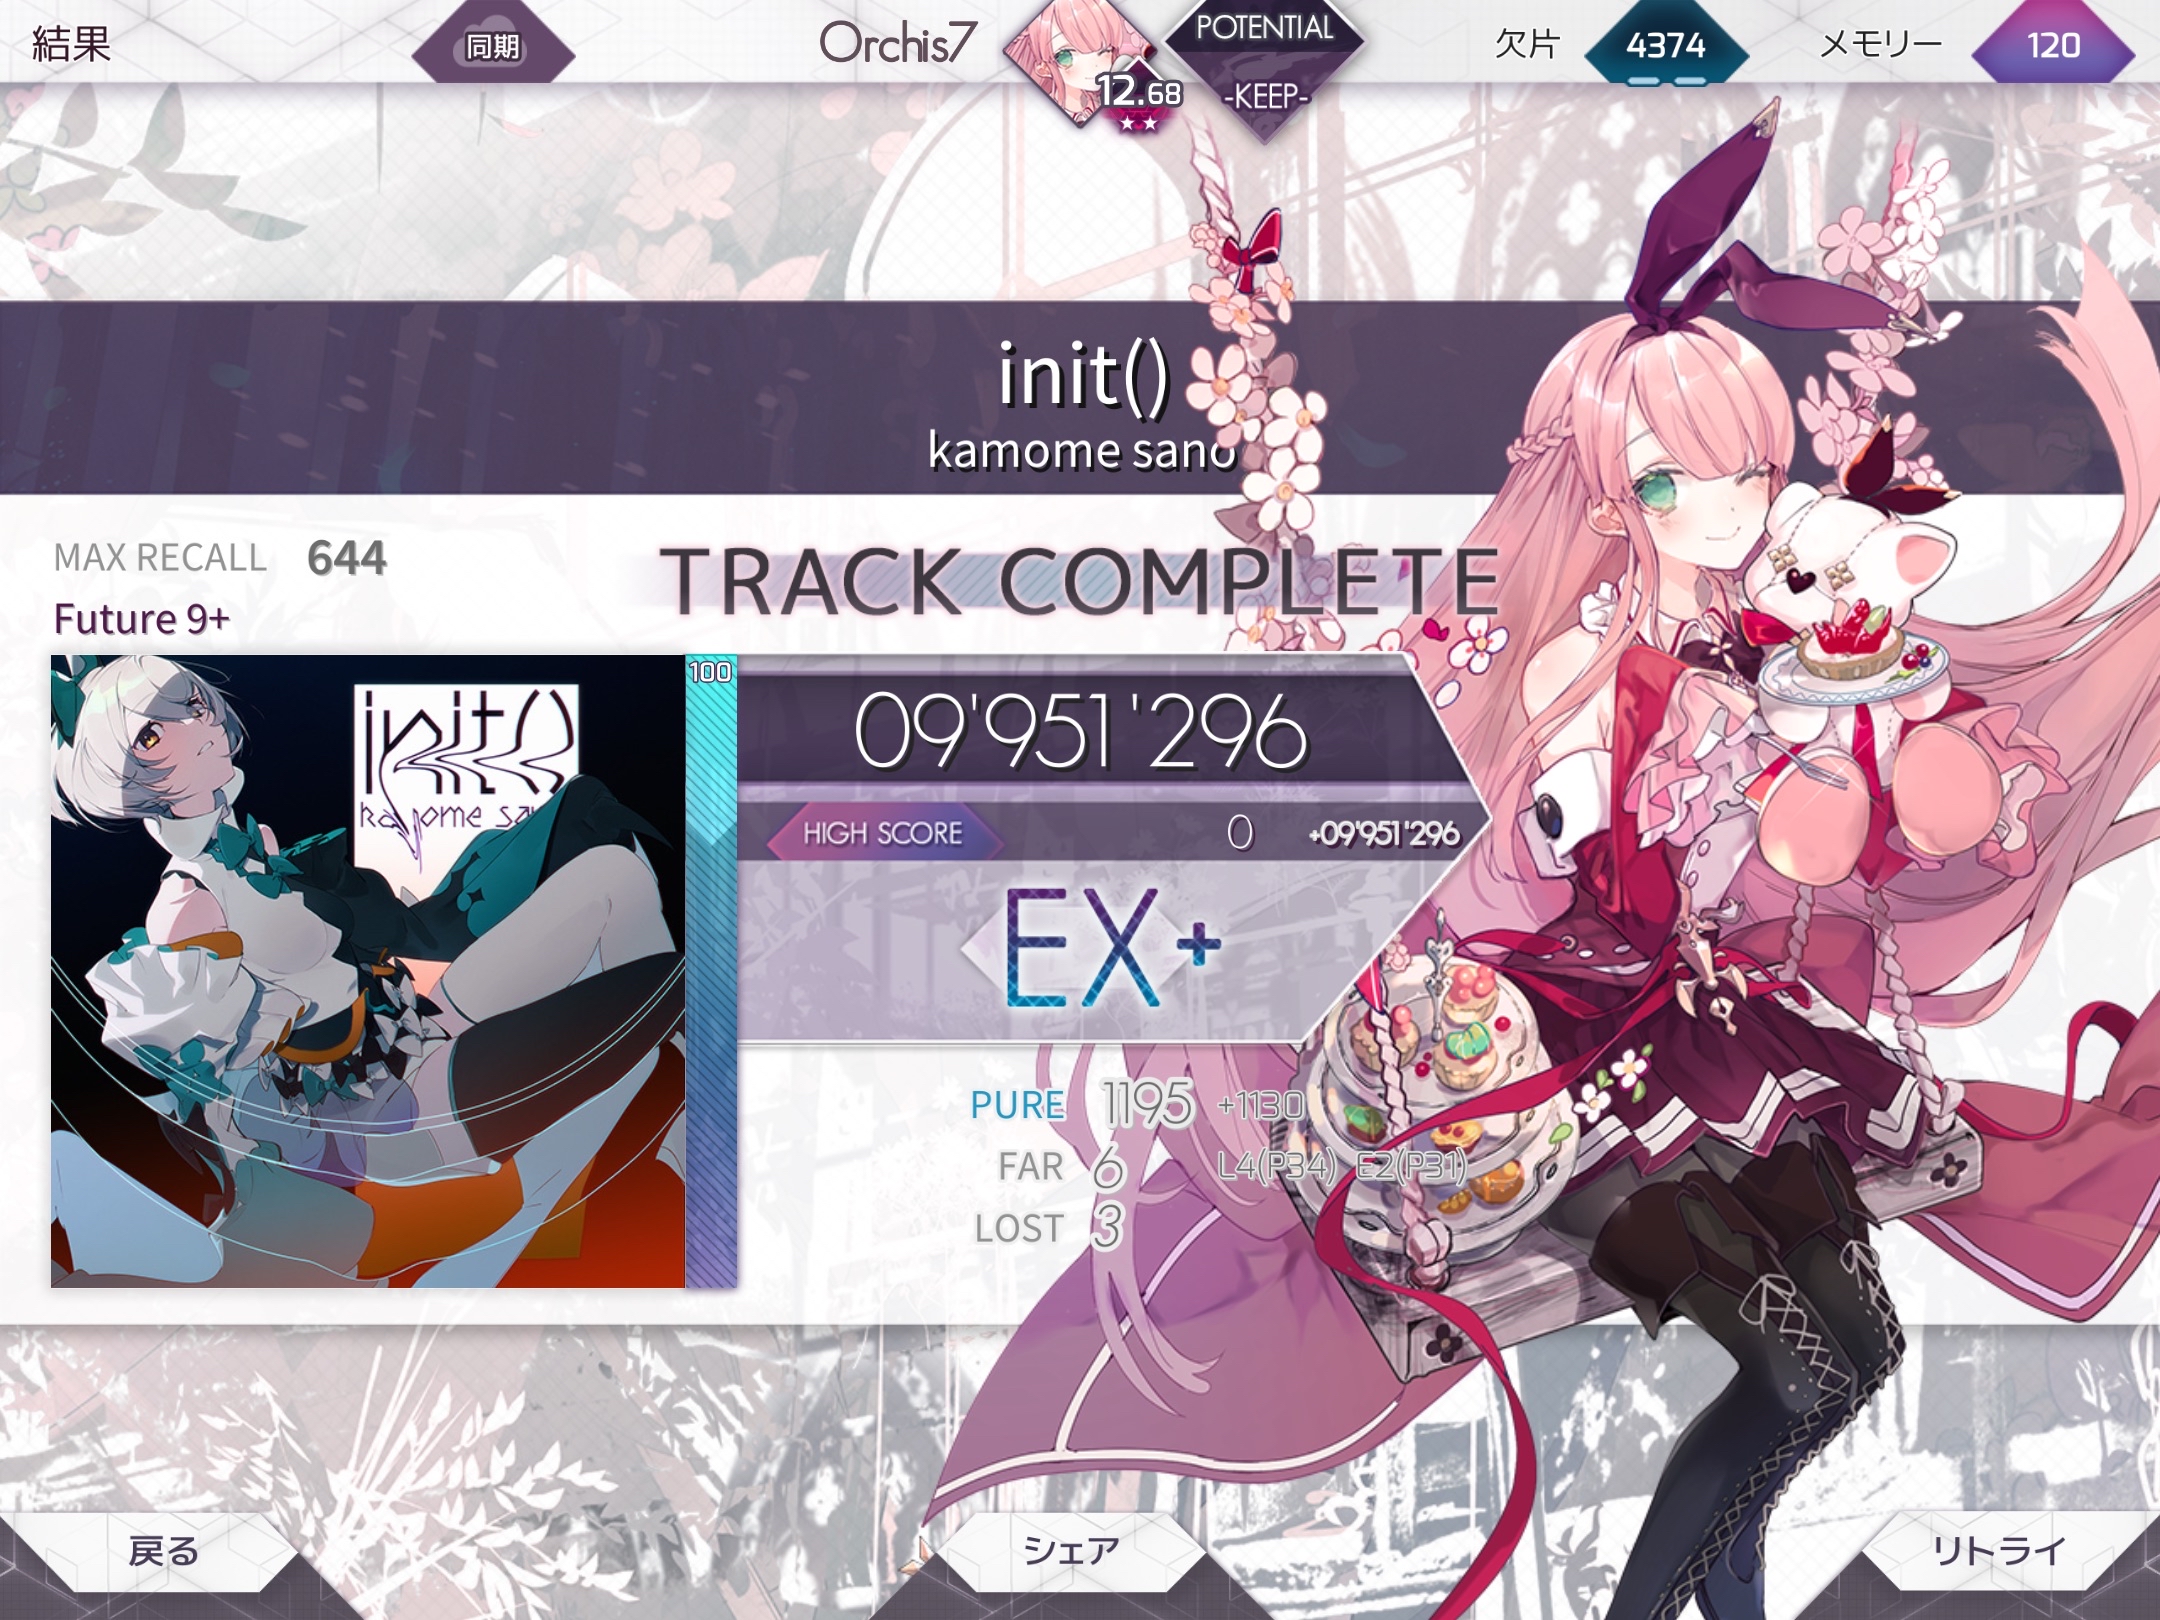 結果
同期
Orchis7
12.68
POTENTIAL
-KEEP-
欠片
4374
メモリー
120
init()
kamome sano
MAX RECALL 644
TRACK COMPLETE
Future 9+
init()
100
09'951'296
HIGH SCORE 0 +09'951'296
EX+
PURE 1195 +1130
FAR 6 L4(P34) E2(P31)
LOST 3
戻る
シェア
リトライ